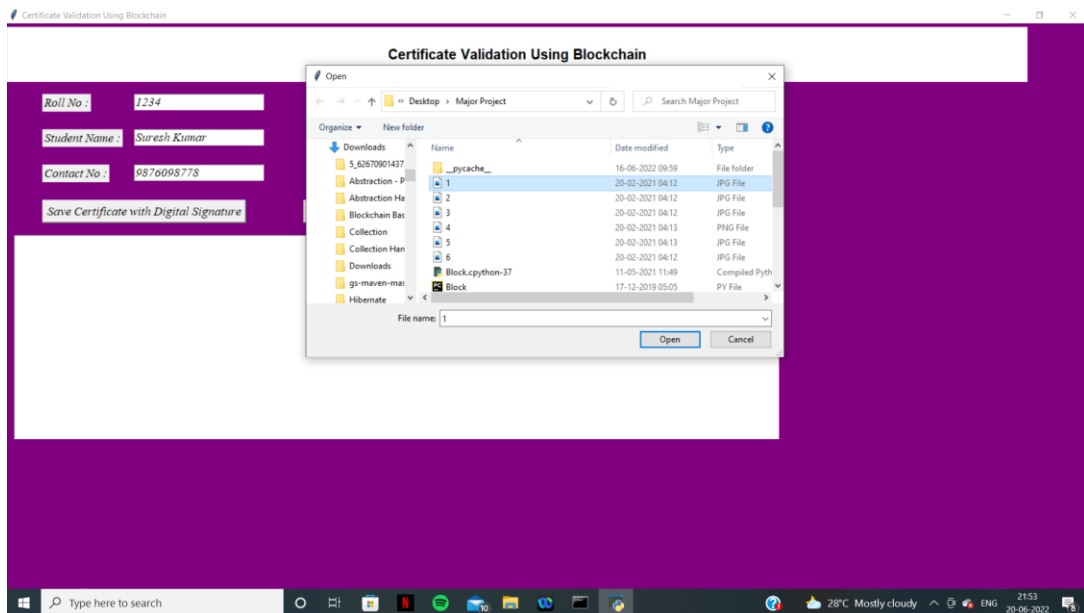 Certificate Validation Using Blockchain
Certificate Validation Using Blockchain
Roll No : 1234
Student Name : Suresh Kumar
Contact No : 9876098778
Save Certificate with Digital Signature
Open
« Desktop › Major Project
Search Major Project
Organize New folder
Downloads
5_62670901437
Abstraction - P
Abstraction Ha
Blockchain Bas
Collection
Collection Han
Downloads
gs-maven-mas
Hibernate
Name Date modified Type
__pycache__ 16-06-2022 09:59 File folder
1 20-02-2021 04:12 JPG File
2 20-02-2021 04:12 JPG File
3 20-02-2021 04:12 JPG File
4 20-02-2021 04:13 PNG File
5 20-02-2021 04:13 JPG File
6 20-02-2021 04:12 JPG File
Block.cpython-37 11-05-2021 11:49 Compiled Pyth
Block 17-12-2019 05:05 PY File
File name: 1
Open Cancel
Type here to search
10
28°C Mostly cloudy ENG
21:53
20-06-2022